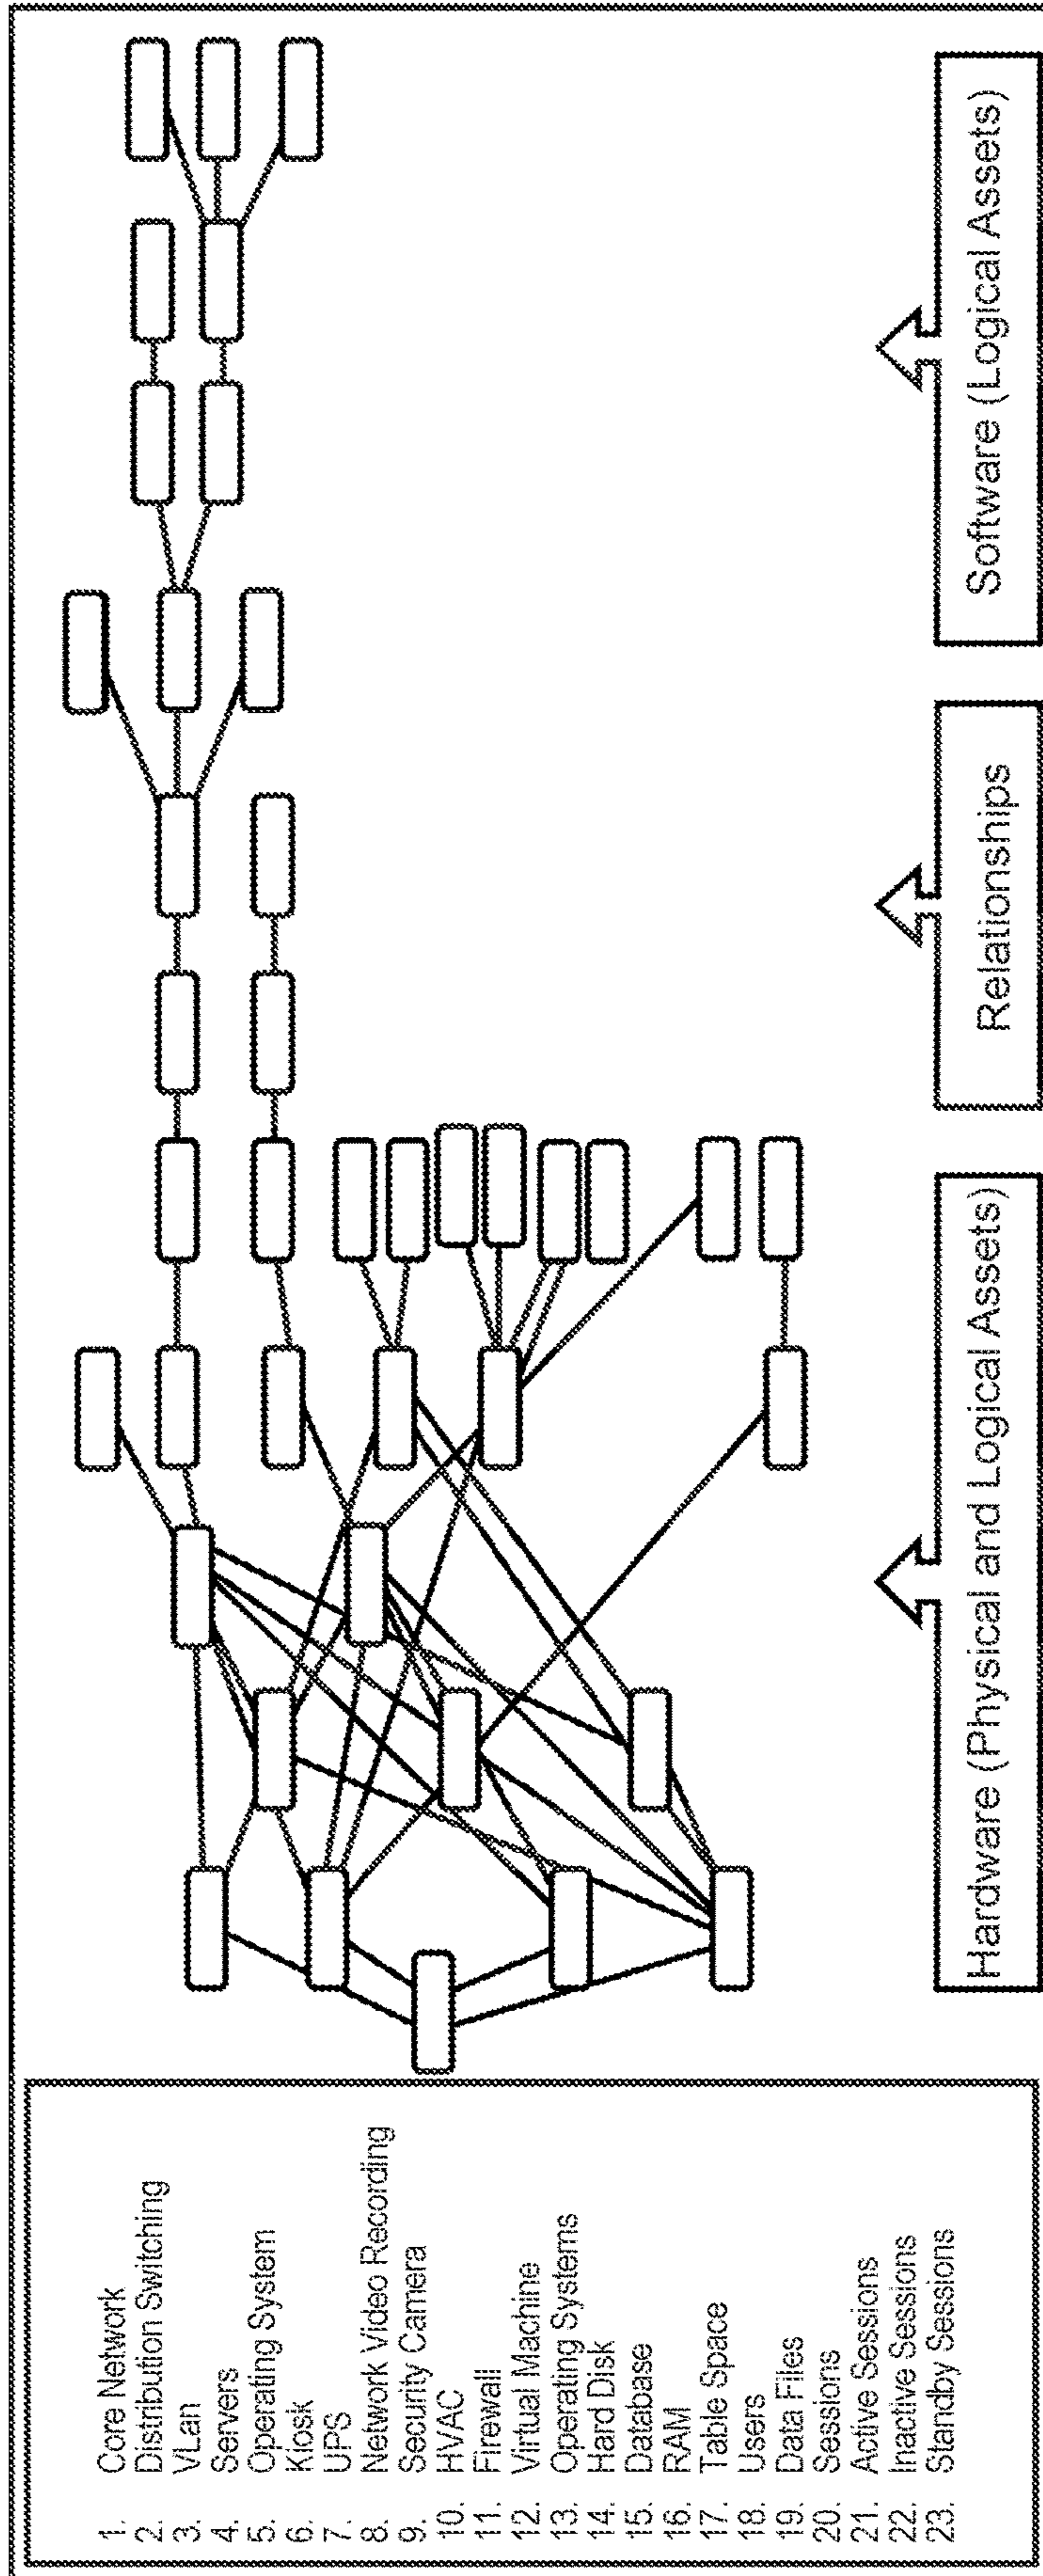 1. Core Network
2. Distribution Switching
3. VLan
4. Servers
5. Operating System
6. Kiosk
7. UPS
8. Network Video Recording
9. Security Camera
10. HVAC
11. Firewall
12. Virtual Machine
13. Operating Systems
14. Hard Disk
15. Database
16. RAM
17. Table Space
18. Users
19. Data Files
20. Sessions
21. Active Sessions
22. Inactive Sessions
23. Standby Sessions
Hardware (Physical and Logical Assets)
Relationships
Software (Logical Assets)